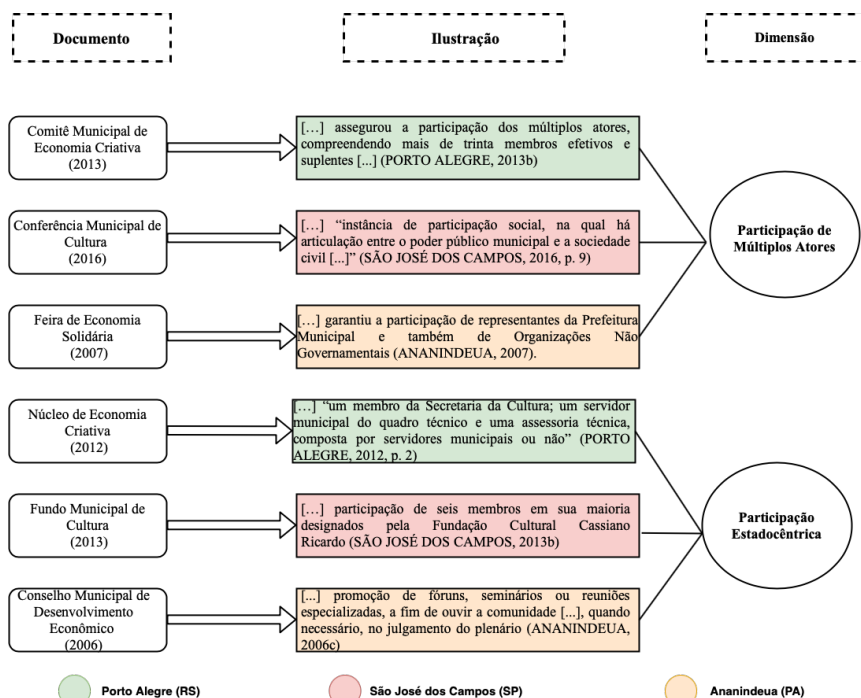 Documento
Ilustração
Dimensão
Comitê Municipal de
Economia Criativa
(2013)
[…] assegurou a participação dos múltiplos atores,
compreendendo mais de trinta membros efetivos e
suplentes [...] (PORTO ALEGRE, 2013b)
Conferência Municipal de
Cultura
(2016)
[…] “instância de participação social, na qual há
articulação entre o poder público municipal e a sociedade
civil [...]” (SÃO JOSÉ DOS CAMPOS, 2016, p. 9)
Participação de
Múltiplos Atores
Feira de Economia
Solidária
(2007)
[…] garantiu a participação de representantes da Prefeitura
Municipal e também de Organizações Não
Governamentais (ANANINDEUA, 2007).
Núcleo de Economia
Criativa
(2012)
[…] “um membro da Secretaria da Cultura; um servidor
municipal do quadro técnico e uma assessoria técnica,
composta por servidores municipais ou não” (PORTO
ALEGRE, 2012, p. 2)
Fundo Municipal de
Cultura
(2013)
[…] participação de seis membros em sua maioria
designados pela Fundação Cultural Cassiano
Ricardo (SÃO JOSÉ DOS CAMPOS, 2013b)
Participação
Estadocêntrica
Conselho Municipal de
Desenvolvimento
Econômico
(2006)
[...] promoção de fóruns, seminários ou reuniões
especializadas, a fim de ouvir a comunidade [...], quando
necessário, no julgamento do plenário (ANANINDEUA,
2006c)
Porto Alegre (RS)
São José dos Campos (SP)
Ananindeua (PA)